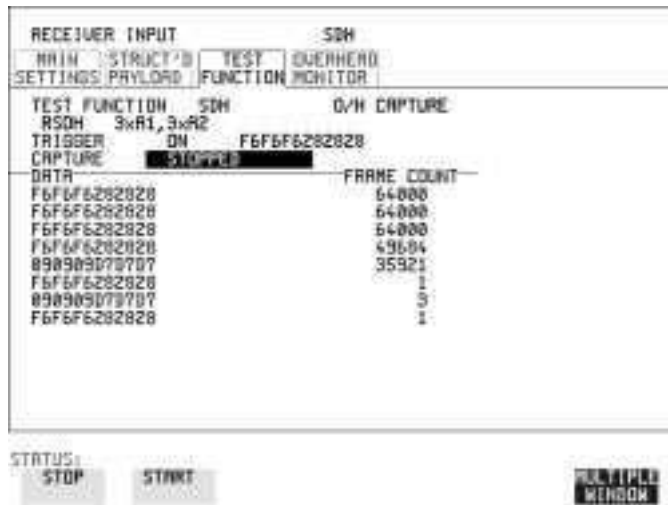 RECEIVER INPUT SDH
MAIN STRUCT'D TEST OVERHEAD
SETTINGS PAYLOAD FUNCTION MONITOR
TEST FUNCTION SDH O/H CAPTURE
RSOH 3xA1,3xA2
TRIGGER ON F6F6F6282828
CAPTURE STOPPED
DATA FRAME COUNT
F6F6F6282828 64000
F6F6F6282828 64000
F6F6F6282828 64000
F6F6F6282828 49684
090909D7D7D7 35921
F6F6F6282828 1
090909D7D7D7 3
F6F6F6282828 1
STATUS:
STOP START MULTIPLE
WINDOW